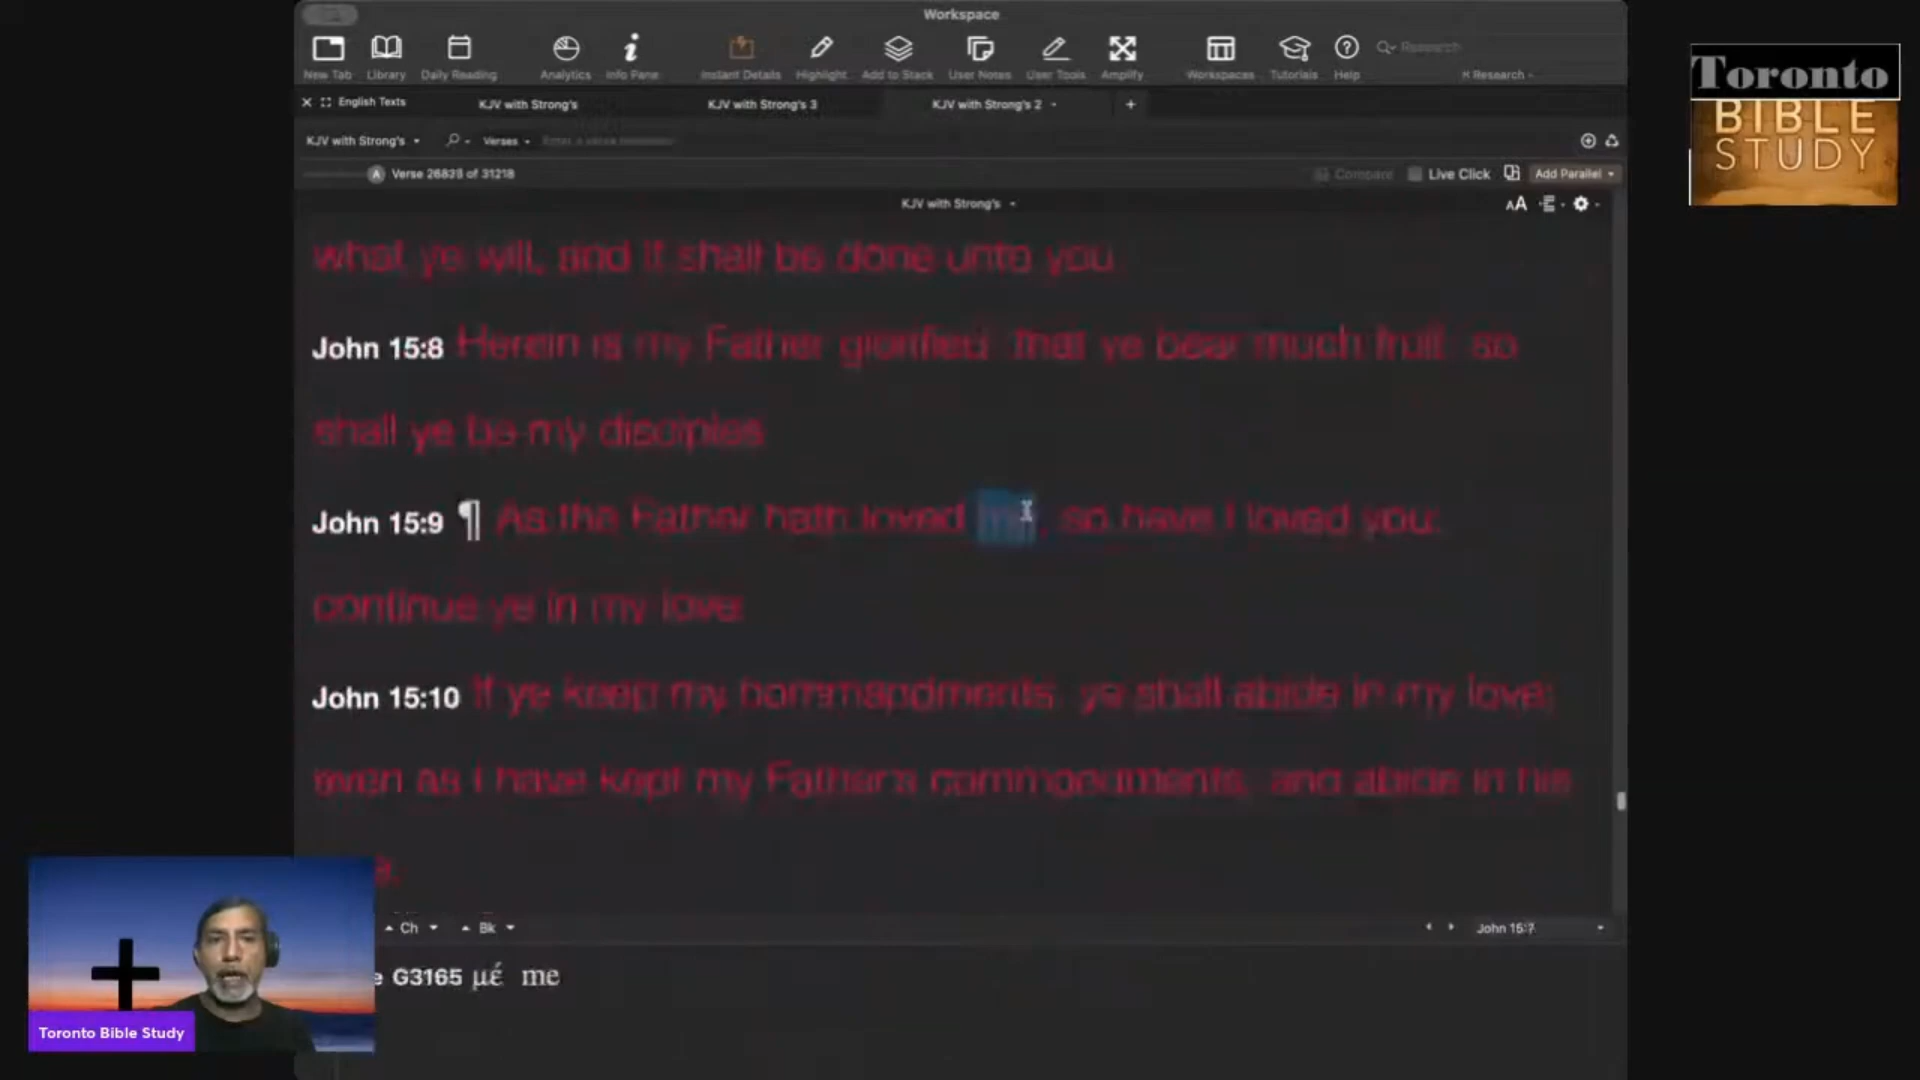 Workspace
New Tab Library Daily Reading Analytics Info Pane Instant Details Highlight Add to Stack User Notes User Tools Amplify Workspaces Tutorials Help Research
Research
× English Texts KJV with Strong's KJV with Strong's 3 KJV with Strong's 2 +
KJV with Strong's Verses
A Verse of 31218 Compare Live Click Add Parallel
KJV with Strong's AA
what ye will, and it shall be done unto you
John 15:8 Herein is my Father glorified, that ye bear much fruit; so
shall ye be my disciples
John 15:9 ¶ As the Father hath loved me, so have I loved you:
continue ye in my love
John 15:10 If ye keep my commandments, ye shall abide in my love;
even as I have kept my Father's commandments, and abide in his
Ch Bk John 15:7
G3165 μέ me
Toronto
BIBLE
STUDY
Toronto Bible Study